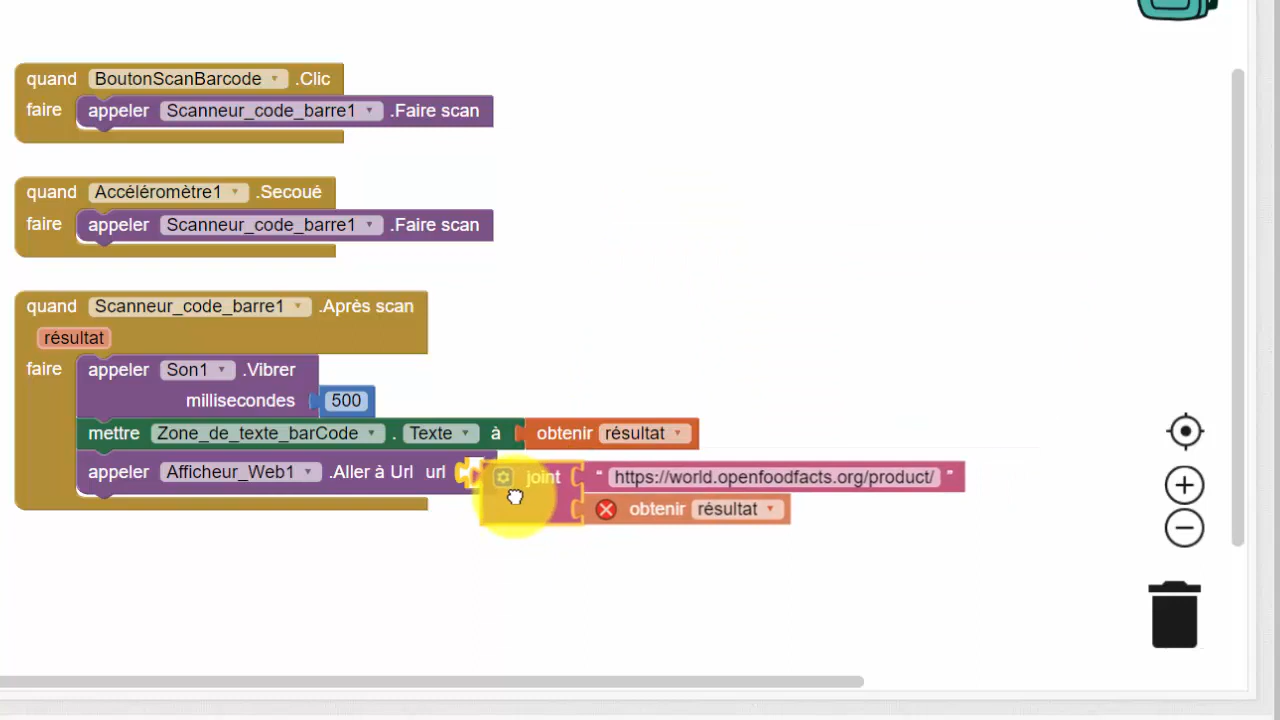 quand BoutonScanBarcode .Clic
faire appeler Scanneur_code_barre1 .Faire scan
quand Accéléromètre1 .Secoué
faire appeler Scanneur_code_barre1 .Faire scan
quand Scanneur_code_barre1 .Après scan
résultat
faire appeler Son1 .Vibrer
millisecondes 500
mettre Zone_de_texte_barCode . Texte à obtenir résultat
appeler Afficheur_Web1 .Aller à Url url joint “ https://world.openfoodfacts.org/product/ ”
obtenir résultat